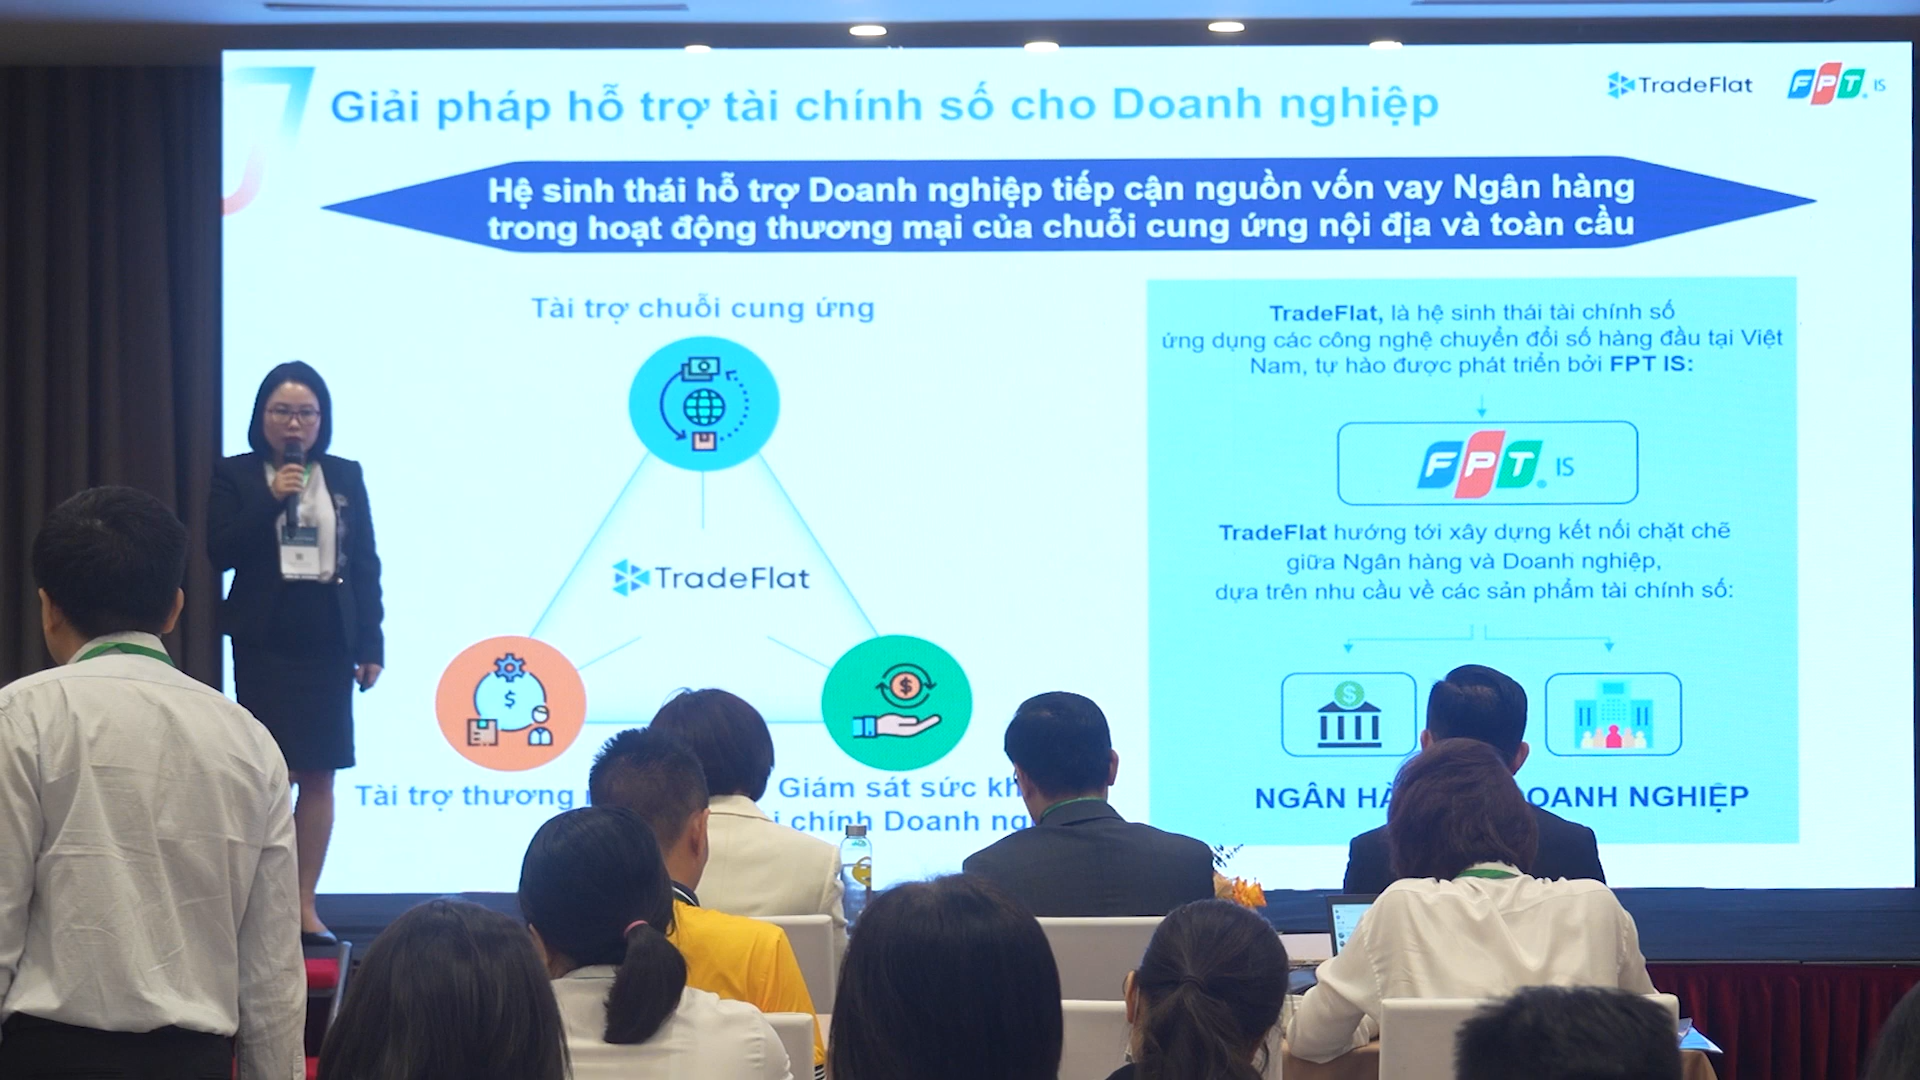 Giải pháp hỗ trợ tài chính số cho Doanh nghiệp
TradeFlat
FPT IS
Hệ sinh thái hỗ trợ Doanh nghiệp tiếp cận nguồn vốn vay Ngân hàng
trong hoạt động thương mại của chuỗi cung ứng nội địa và toàn cầu
Tài trợ chuỗi cung ứng
TradeFlat
Tài trợ thương
Giám sát sức
chính Doanh
TradeFlat, là hệ sinh thái tài chính số
ứng dụng các công nghệ chuyển đổi số hàng đầu tại Việt
Nam, tự hào được phát triển bởi FPT IS:
FPT IS
TradeFlat hướng tới xây dựng kết nối chặt chẽ
giữa Ngân hàng và Doanh nghiệp,
dựa trên nhu cầu về các sản phẩm tài chính số:
NGÂN
NGHIỆP